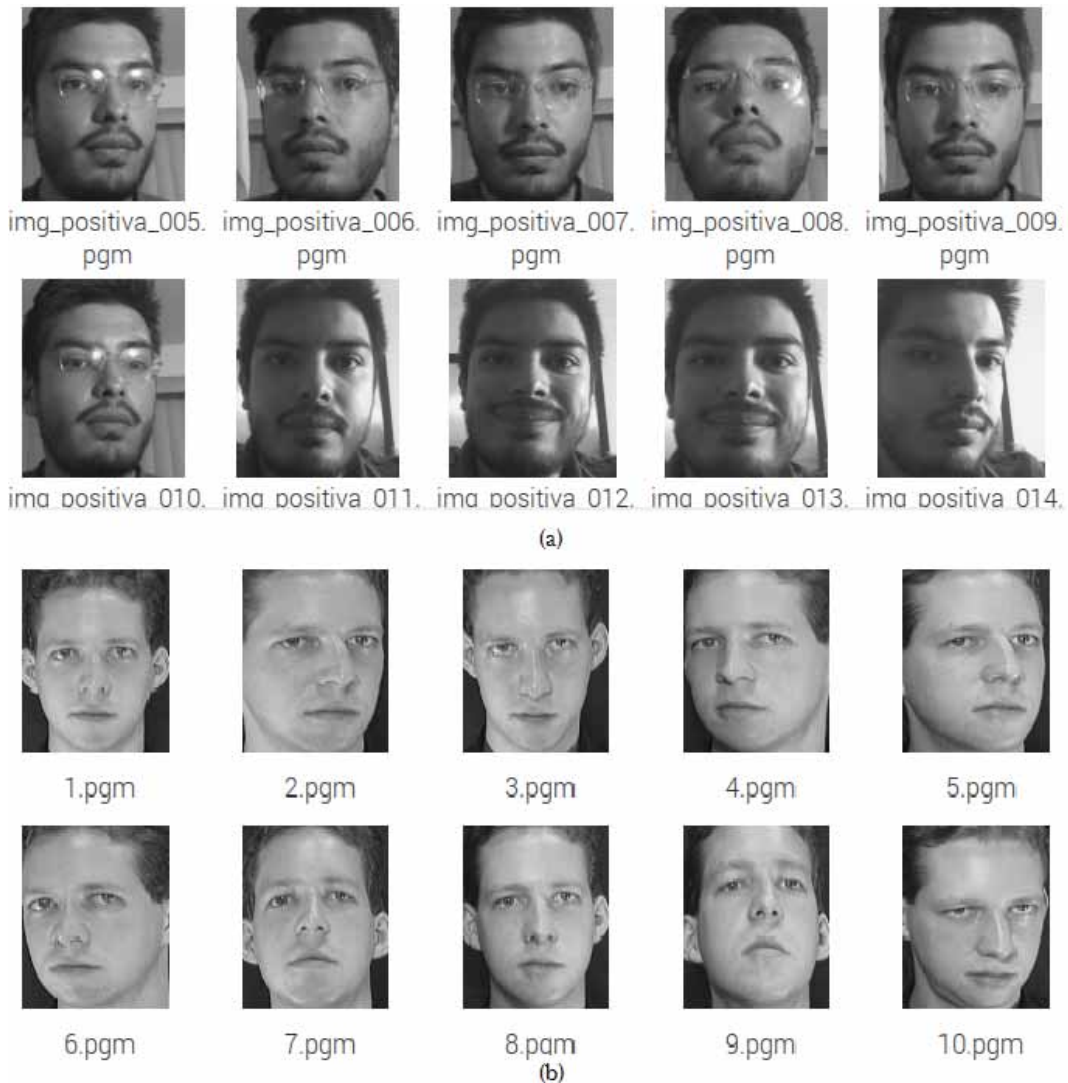 img_positiva_005. img_positiva_006. img_positiva_007. img_positiva_008. img_positiva_009.
pgm pgm pgm pgm pgm
img_positiva_010. img_positiva_011. img_positiva_012. img_positiva_013. img_positiva_014.
(a)
1.pgm 2.pgm 3.pgm 4.pgm 5.pgm
6.pgm 7.pgm 8.pgm 9.pgm 10.pgm
(b)